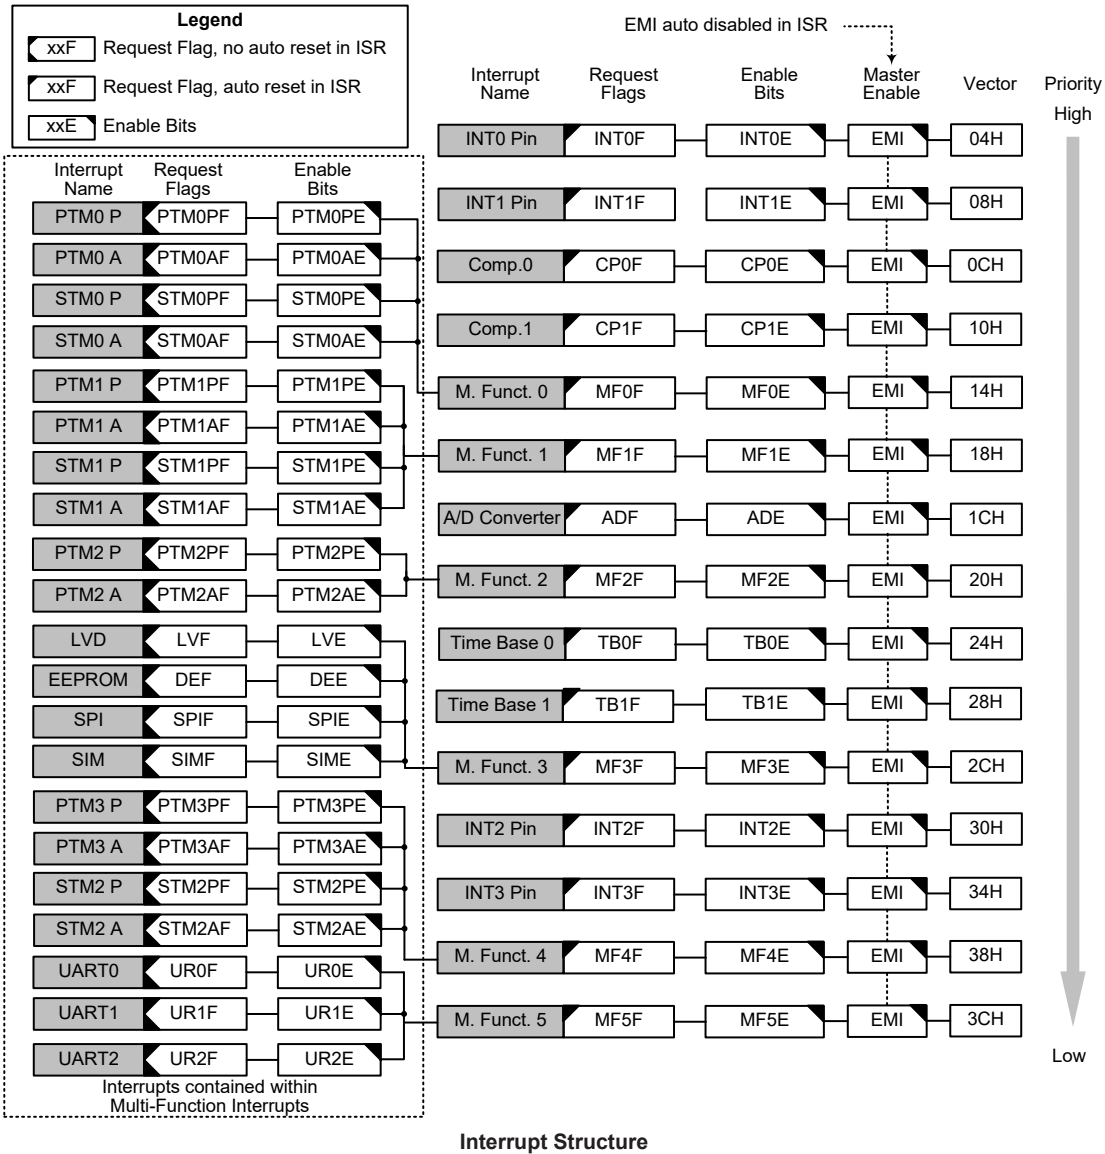 Legend
xxF Request Flag, no auto reset in ISR
xxF Request Flag, auto reset in ISR
xxE Enable Bits
EMI auto disabled in ISR
Interrupt Name
Request Flags
Enable Bits
Master Enable
Vector
Priority
High
INT0 Pin INT0F INT0E EMI 04H
INT1 Pin INT1F INT1E EMI 08H
Comp.0 CP0F CP0E EMI 0CH
Comp.1 CP1F CP1E EMI 10H
M. Funct. 0 MF0F MF0E EMI 14H
M. Funct. 1 MF1F MF1E EMI 18H
A/D Converter ADF ADE EMI 1CH
M. Funct. 2 MF2F MF2E EMI 20H
Time Base 0 TB0F TB0E EMI 24H
Time Base 1 TB1F TB1E EMI 28H
M. Funct. 3 MF3F MF3E EMI 2CH
INT2 Pin INT2F INT2E EMI 30H
INT3 Pin INT3F INT3E EMI 34H
M. Funct. 4 MF4F MF4E EMI 38H
M. Funct. 5 MF5F MF5E EMI 3CH
Low
Interrupt Name
Request Flags
Enable Bits
PTM0 P PTM0PF PTM0PE
PTM0 A PTM0AF PTM0AE
STM0 P STM0PF STM0PE
STM0 A STM0AF STM0AE
PTM1 P PTM1PF PTM1PE
PTM1 A PTM1AF PTM1AE
STM1 P STM1PF STM1PE
STM1 A STM1AF STM1AE
PTM2 P PTM2PF PTM2PE
PTM2 A PTM2AF PTM2AE
LVD LVF LVE
EEPROM DEF DEE
SPI SPIF SPIE
SIM SIMF SIME
PTM3 P PTM3PF PTM3PE
PTM3 A PTM3AF PTM3AE
STM2 P STM2PF STM2PE
STM2 A STM2AF STM2AE
UART0 UR0F UR0E
UART1 UR1F UR1E
UART2 UR2F UR2E
Interrupts contained within
Multi-Function Interrupts
Interrupt Structure